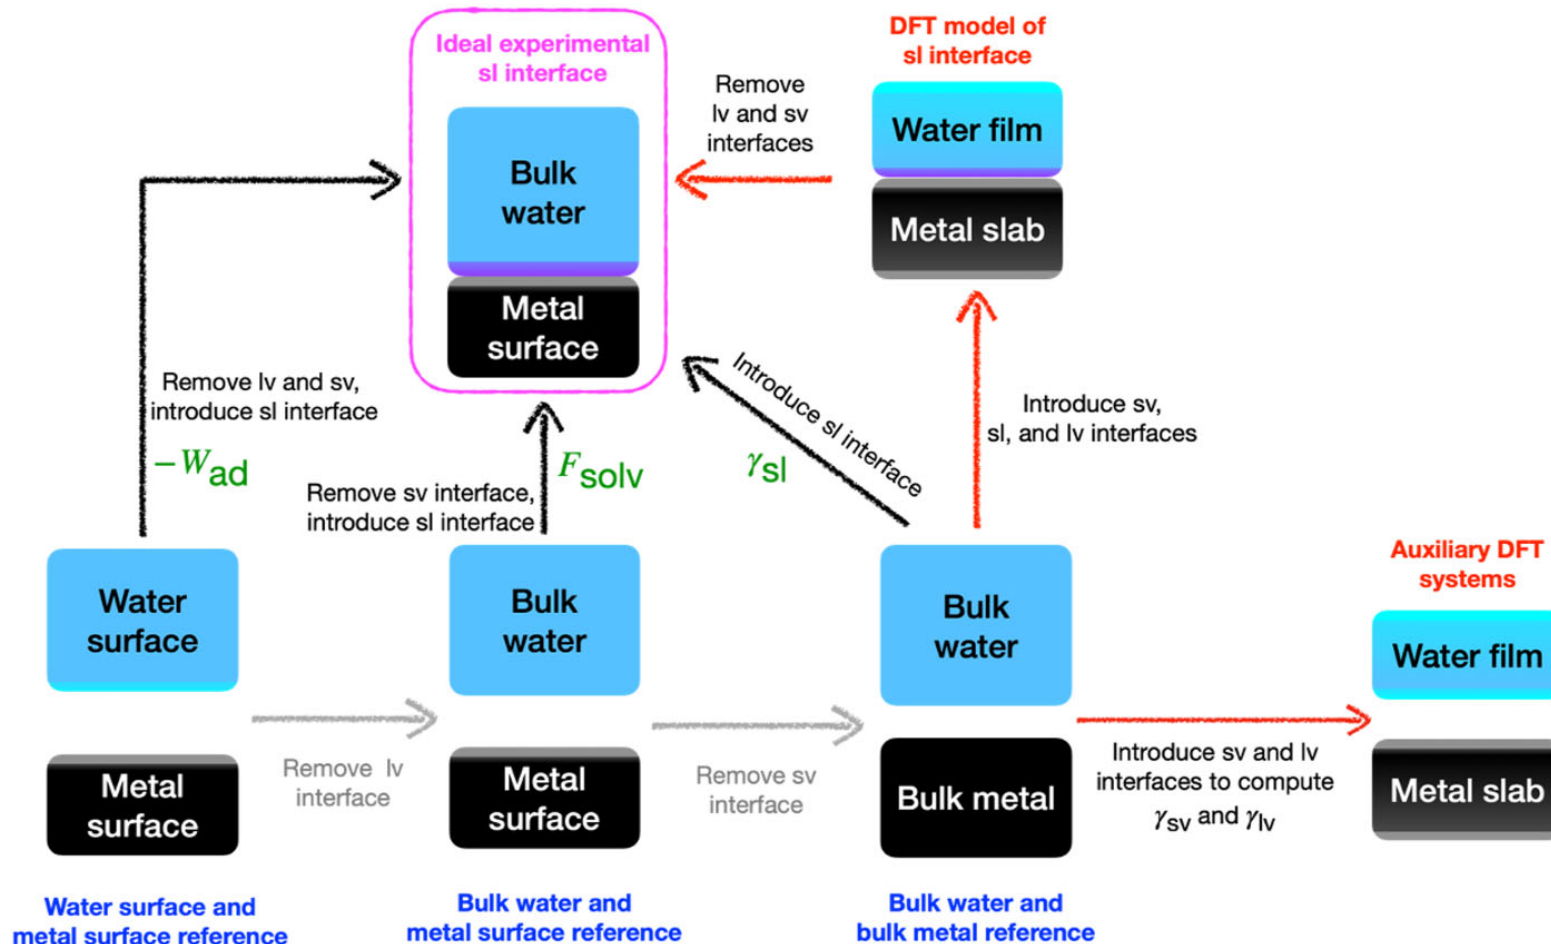 Ideal experimental
sl interface
Bulk
water
Metal
surface
Remove
lv and sv
interfaces
DFT model of
sl interface
Water film
Metal slab
Remove lv and sv,
introduce sl interface
−Wad
Remove sv interface,
introduce sl interface
Fsolv
Introduce sl interface
γsl
Introduce sv,
sl, and lv interfaces
Water
surface
Metal
surface
Remove lv
interface
Bulk
water
Metal
surface
Remove sv
interface
Bulk
water
Bulk metal
Introduce sv and lv
interfaces to compute
γsv and γlv
Auxiliary DFT
systems
Water film
Metal slab
Water surface and
metal surface reference
Bulk water and
metal surface reference
Bulk water and
bulk metal reference